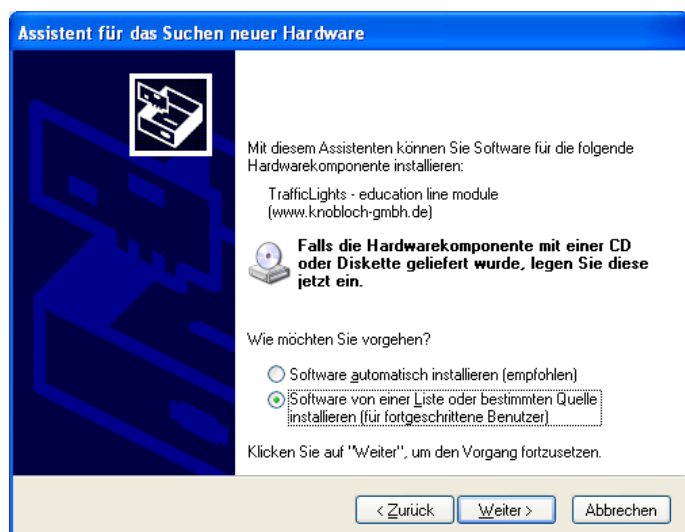 Assistent für das Suchen neuer Hardware
Mit diesem Assistenten können Sie Software für die folgende
Hardwarekomponente installieren:
TrafficLights - education line module
(www.knobloch-gmbh.de)
Falls die Hardwarekomponente mit einer CD
oder Diskette geliefert wurde, legen Sie diese
jetzt ein.
Wie möchten Sie vorgehen?
Software automatisch installieren (empfohlen)
Software von einer Liste oder bestimmten Quelle
installieren (für fortgeschrittene Benutzer)
Klicken Sie auf "Weiter", um den Vorgang fortzusetzen.
< Zurück Weiter > Abbrechen